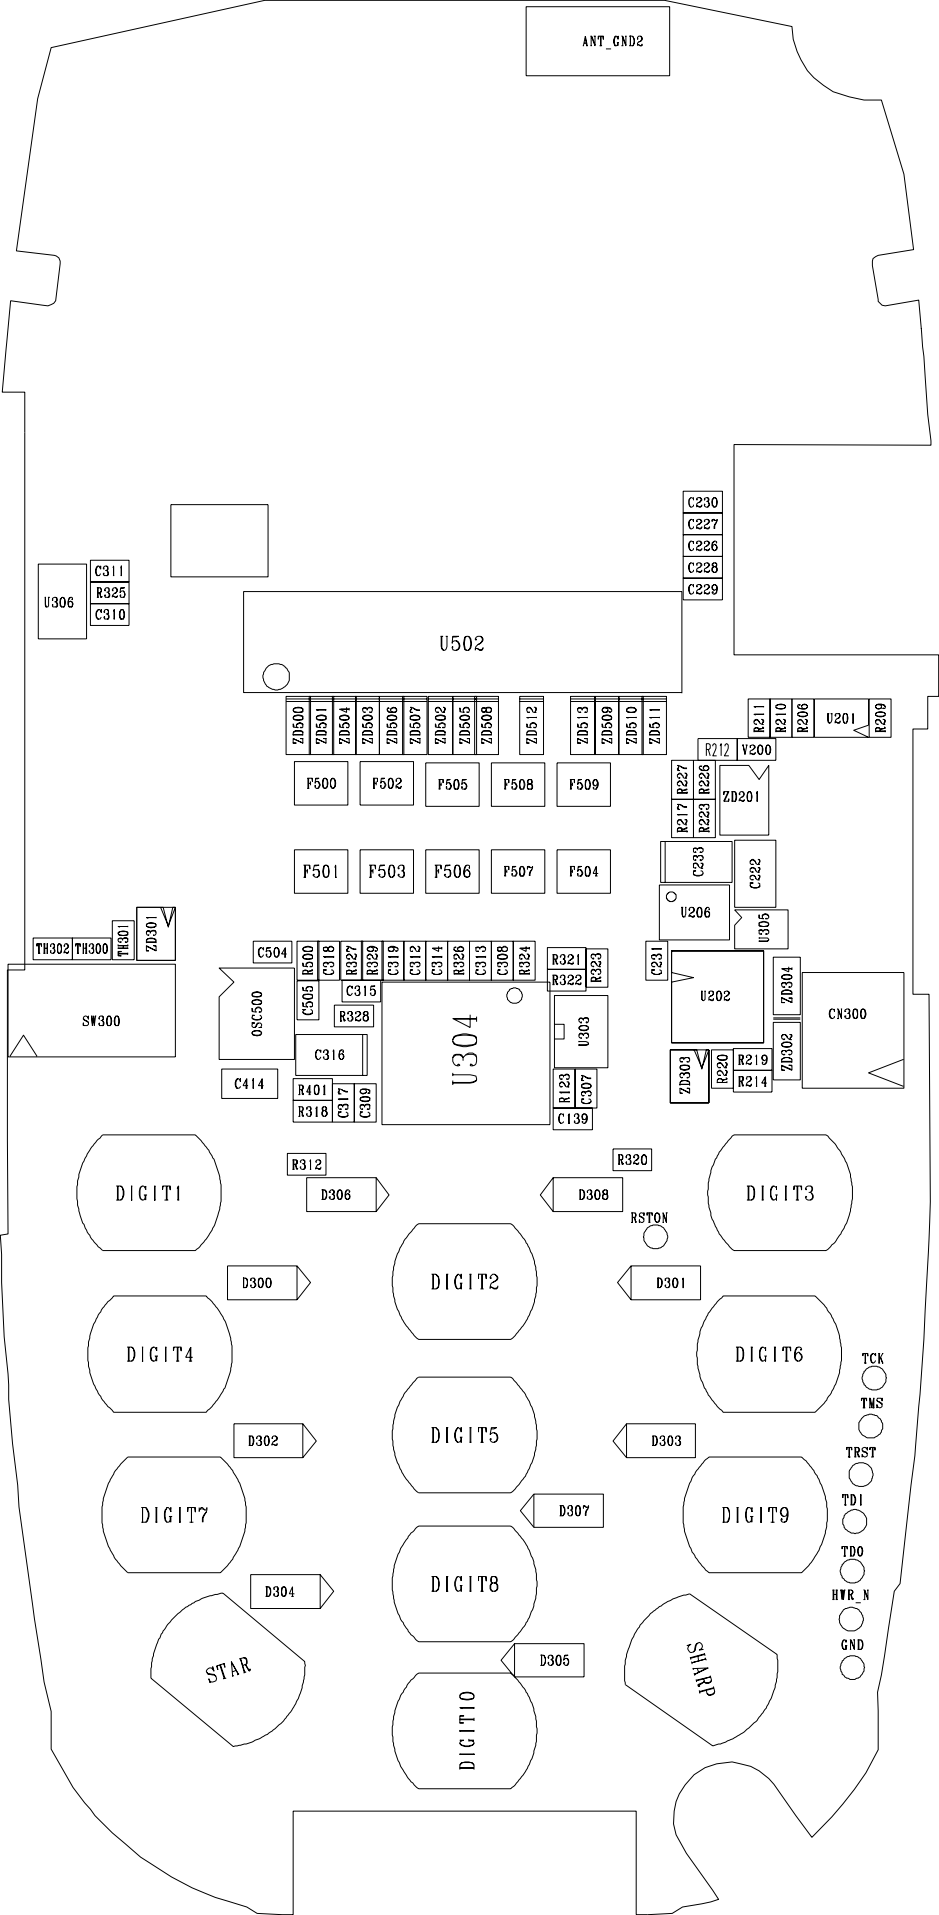 ANT_GND2
C230
C227
C226
C228
C229
C311
R325
C310
U306
U502
ZD500
ZD501
ZD504
ZD503
ZD506
ZD507
ZD502
ZD505
ZD508
ZD512
ZD513
ZD509
ZD510
ZD511
R211
R210
R206
U201
R209
R212
V200
F500
F502
F505
F508
F509
R227
R226
ZD201
R217
R223
F501
F503
F506
F507
F504
C233
C222
U206
U305
TH302
TH300
TH301
ZD301
C504
R500
C318
R327
R329
C319
C312
C314
R326
C313
C308
R324
R321
R322
R323
C231
C505
C315
R328
SW300
OSC500
U304
U303
U202
ZD304
CN300
C316
ZD302
ZD303
R220
R219
R214
C414
R401
R318
C317
C309
R123
C307
C139
R312
R320
D306
D308
DIGIT1
DIGIT3
RSTON
D300
DIGIT2
D301
DIGIT4
DIGIT6
TCK
TMS
D302
DIGIT5
D303
TRST
TDI
DIGIT7
D307
DIGIT9
TDO
D304
DIGIT8
HWR_N
GND
STAR
D305
SHARP
DIGIT10